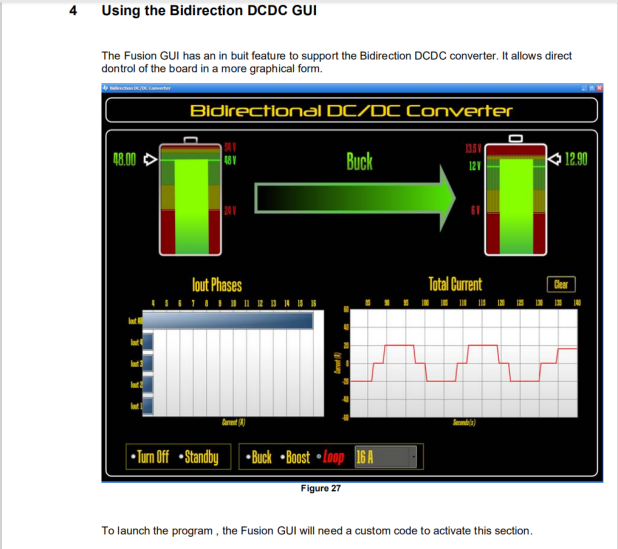 4 Using the Bidirection DCDC GUI
The Fusion GUI has an in buit feature to support the Bidirection DCDC converter. It allows direct
dontrol of the board in a more graphical form.
Bidirectional DC/DC Converter
Bidirectional DC/DC Converter
48.00
54 V
48 V
24 V
Buck
13.8 V
12 V
6 V
12.90
Iout Phases
Total Current
Clear
4 5 6 7 8 9 10 11 12 13 14 15 16
85 90 95 100 105 110 115 120 125 130 135 140
Iout
Iout 4
Iout 3
Iout 2
Iout 1
Current (A)
60
40
20
0
-20
-40
-60
Current (A)
Seconds(s)
•Turn Off •Standby
•Buck •Boost •Loop 16 A
Figure 27
To launch the program , the Fusion GUI will need a custom code to activate this section.